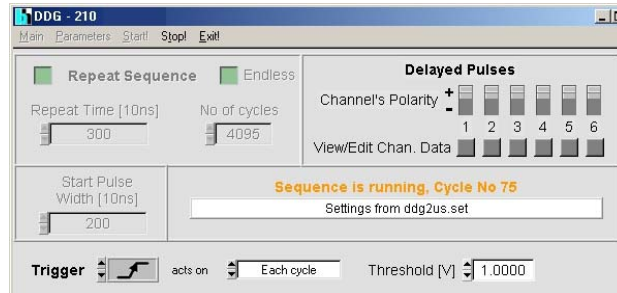 DDG - 210
Main Parameters Start! Stop! Exit!
Repeat Sequence Endless
Repeat Time [10ns] No of cycles
300 4095
Delayed Pulses
Channel's Polarity + -
1 2 3 4 5 6
View/Edit Chan. Data
Start Pulse
Width [10ns]
200
Sequence is running, Cycle No 75
Settings from ddg2us.set
Trigger acts on Each cycle Threshold [V] 1.0000